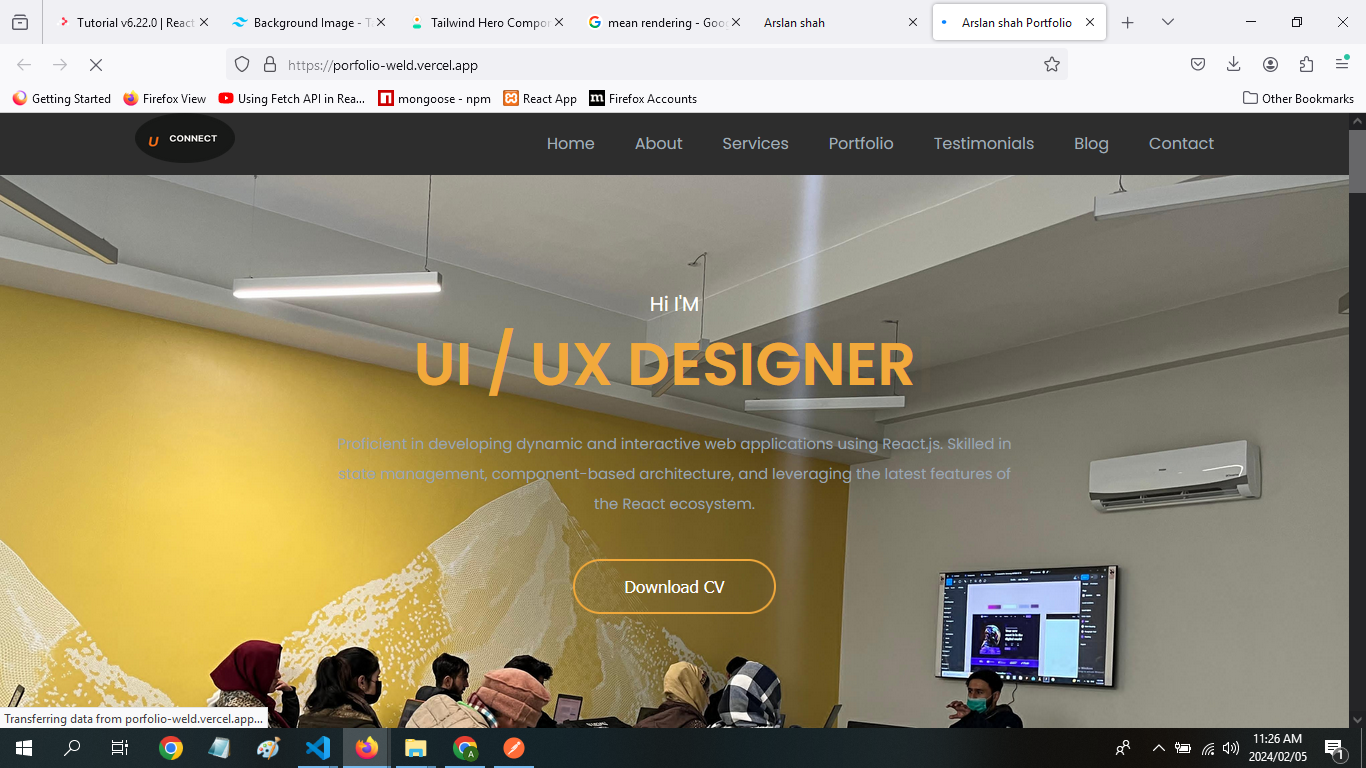 Tutorial v6.22.0 | React
Background Image - T
Tailwind Hero Compor
mean rendering - Goog
Arslan shah
Arslan shah Portfolio
https://porfolio-weld.vercel.app
Getting Started
Firefox View
Using Fetch API in Rea...
mongoose - npm
React App
Firefox Accounts
Other Bookmarks
U CONNECT
Home
About
Services
Portfolio
Testimonials
Blog
Contact
Hi I'M
UI / UX DESIGNER
Proficient in developing dynamic and interactive web applications using React.js. Skilled in
state management, component-based architecture, and leveraging the latest features of
the React ecosystem.
Download CV
Transferring data from porfolio-weld.vercel.app...
11:26 AM
2024/02/05
1